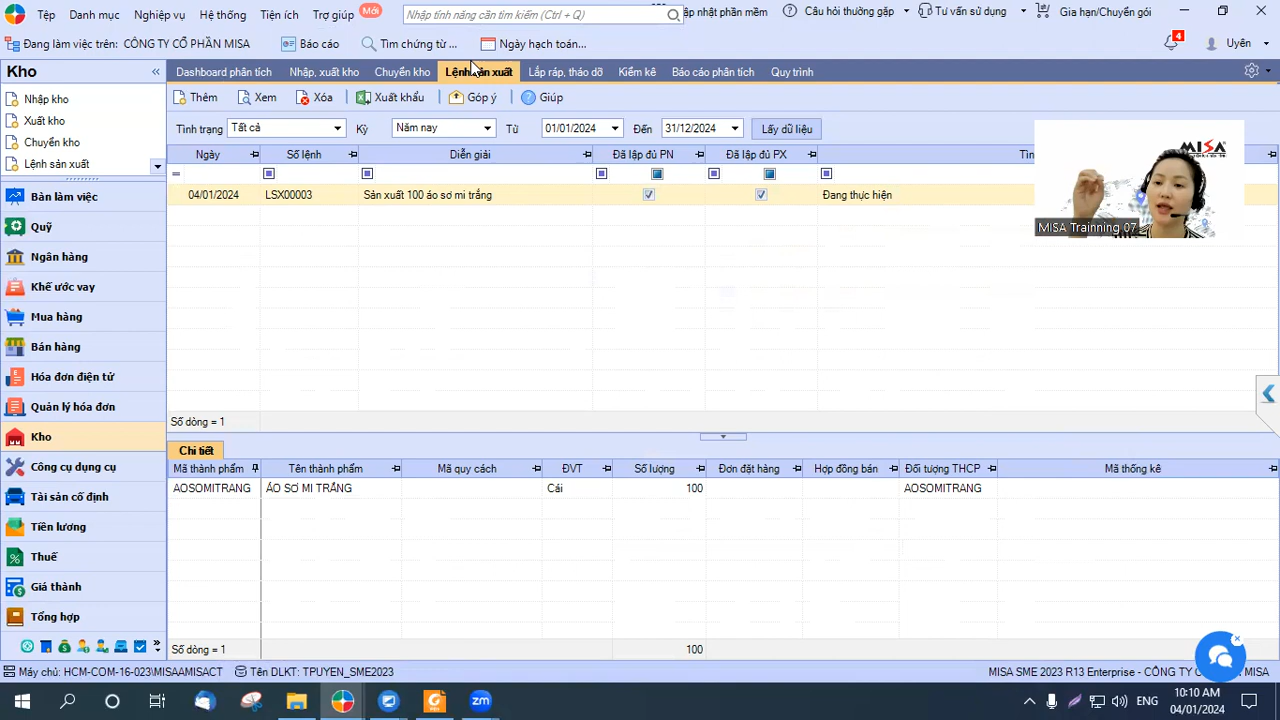 Tệp Danh mục Nghiệp vụ Hệ thống Tiện ích Trợ giúp Mới Nhập tính năng cần tìm kiếm (Ctrl + Q) nhật phần mềm Câu hỏi thường gặp Tư vấn sử dụng Gia hạn/Chuyển gói
Đang làm việc trên: CÔNG TY CỔ PHẦN MISA Báo cáo Tìm chứng từ ... Ngày hạch toán... 4 Uyên
Kho Dashboard phân tích Nhập, xuất kho Chuyển kho Lệnh sản xuất Lắp ráp, tháo dỡ Kiểm kê Báo cáo phân tích Quy trình
Nhập kho
Xuất kho
Chuyển kho
Lệnh sản xuất
Thêm Xem Xóa Xuất khẩu Góp ý Giúp
Tình trạng Tất cả Kỳ Năm nay Từ 01/01/2024 Đến 31/12/2024 Lấy dữ liệu
Ngày Số lệnh Diễn giải Đã lập đủ PN Đã lập đủ PX
04/01/2024 LSX00003 Sản xuất 100 áo sơ mi trắng Đang thực hiện
MISA
MISA Trainning 07
Bàn làm việc
Quỹ
Ngân hàng
Khế ước vay
Mua hàng
Bán hàng
Hóa đơn điện tử
Quản lý hóa đơn
Kho
Công cụ dụng cụ
Tài sản cố định
Tiền lương
Thuế
Giá thành
Tổng hợp
Số dòng = 1
Chi tiết
Mã thành phẩm Tên thành phẩm Mã quy cách ĐVT Số lượng Đơn đặt hàng Hợp đồng bán Đối tượng THCP Mã thống kê
AOSOMITRANG ÁO SƠ MI TRẮNG Cái 100 AOSOMITRANG
Số dòng = 1 100
Máy chủ: HCM-COM-16-023\MISAAMISACT Tên DLKT: TPUYEN_SME2023 MISA SME 2023 R13 Enterprise - CÔNG TY CỔ PHẦN MISA
zm ENG 10:10 AM
04/01/2024